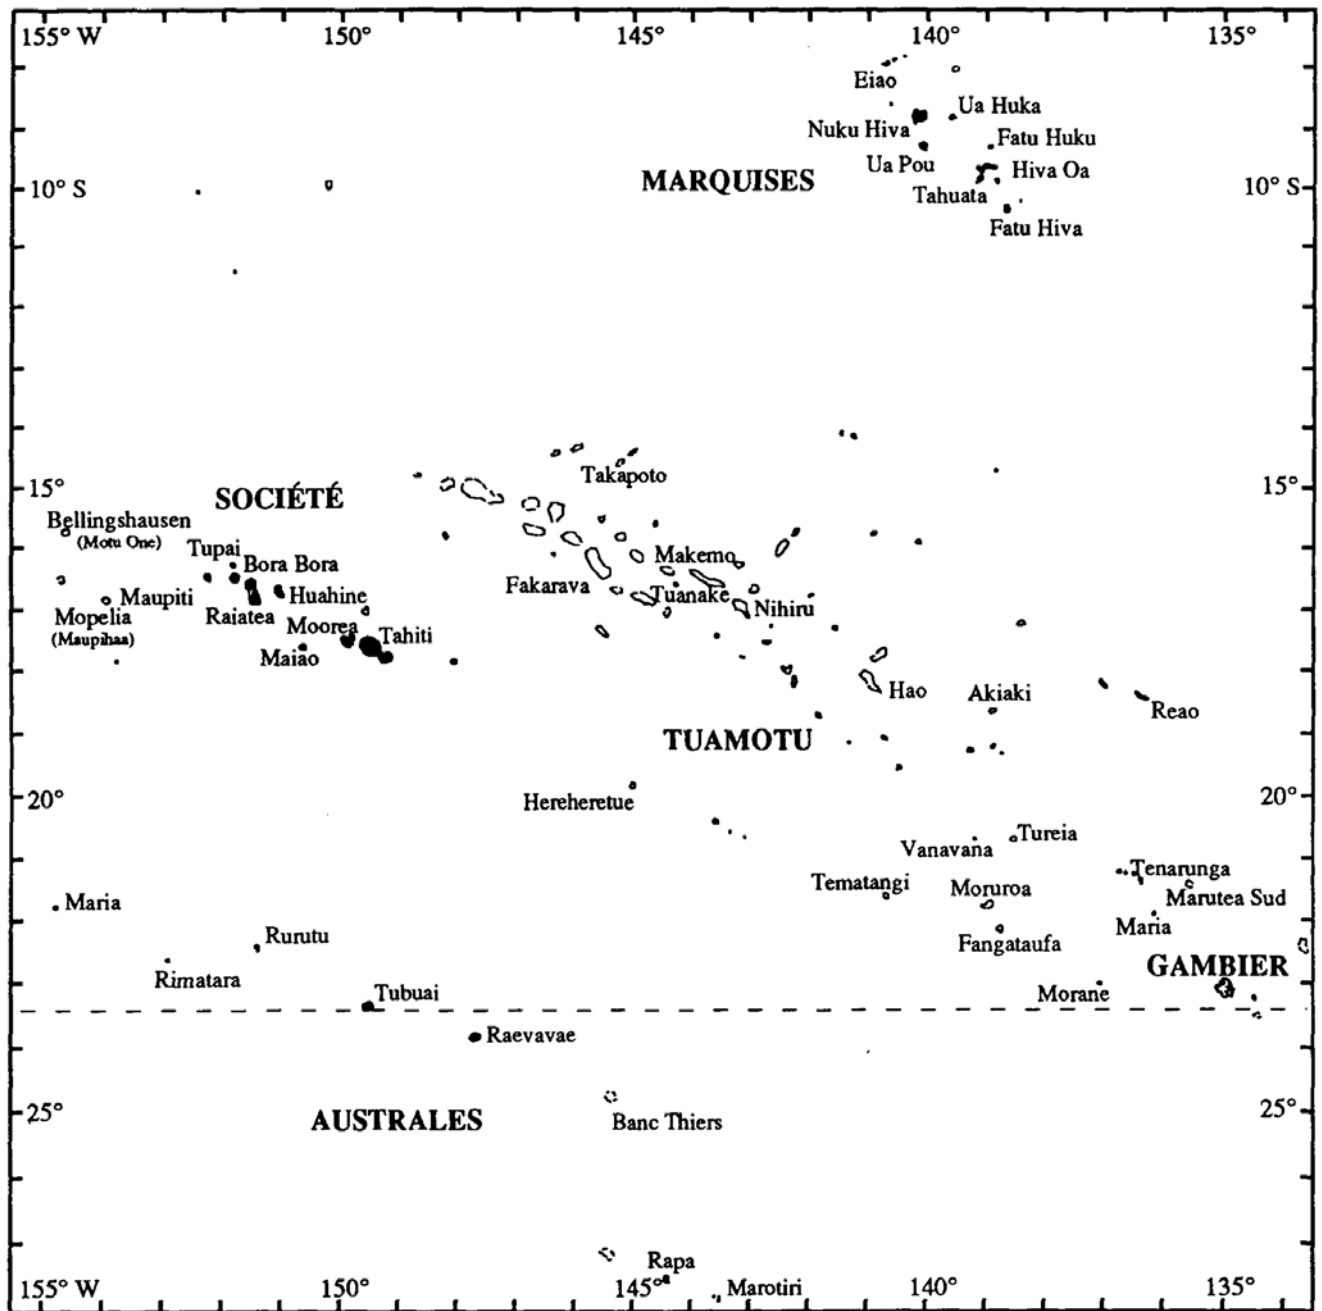 155° W
150°
145°
140°
135°
Eiao
Ua Huka
Nuku Hiva
Fatu Huku
Ua Pou
Hiva Oa
MARQUISES
10° S
10° S
Tahuata
Fatu Hiva
Takapoto
15°
SOCIÉTÉ
15°
Bellingshausen
(Motu One)
Tupai
Bora Bora
Makemo
Fakarava
Tuanake
Maupiti
Huahine
Nihiru
Mopelia
(Maupihaa)
Raiatea
Moorea
Tahiti
Maiao
Hao
Akiaki
Reao
TUAMOTU
20°
Hereheretue
20°
Vanavana
Tureia
Tematangi
Moruroa
Tenarunga
Marutea Sud
Maria
Maria
Rurutu
Fangataufa
GAMBIER
Rimatara
Tubuai
Morane
Raevavae
25°
AUSTRALES
Banc Thiers
25°
Rapa
155° W
150°
145°
Marotiri
140°
135°